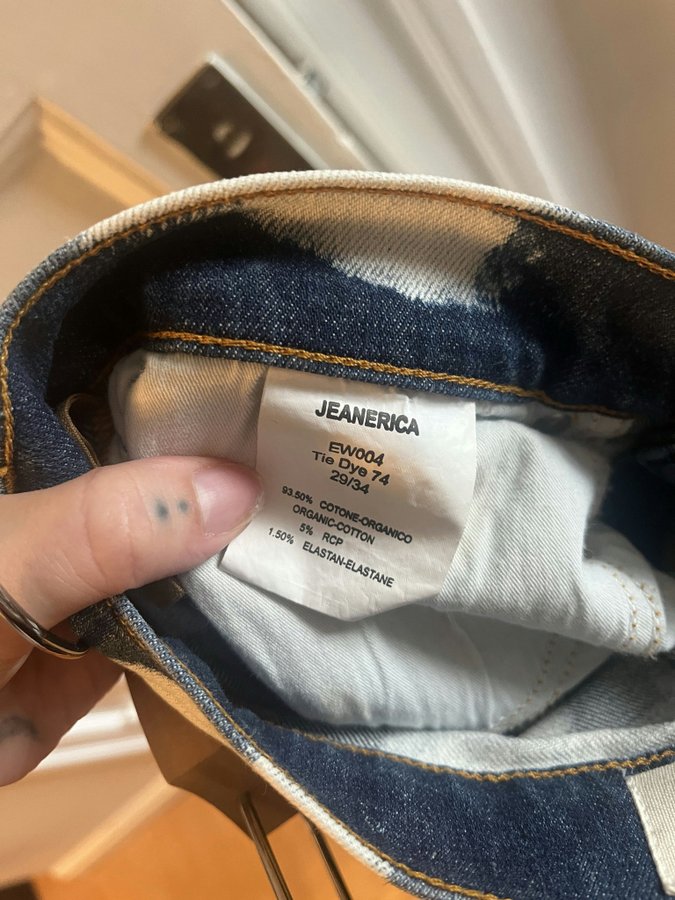 JEANERICA
EW004
Tie Dye 74
29/34
93.50% COTONE-ORGANICO
ORGANIC-COTTON
5% RCP
1.50% ELASTAN-ELASTANE